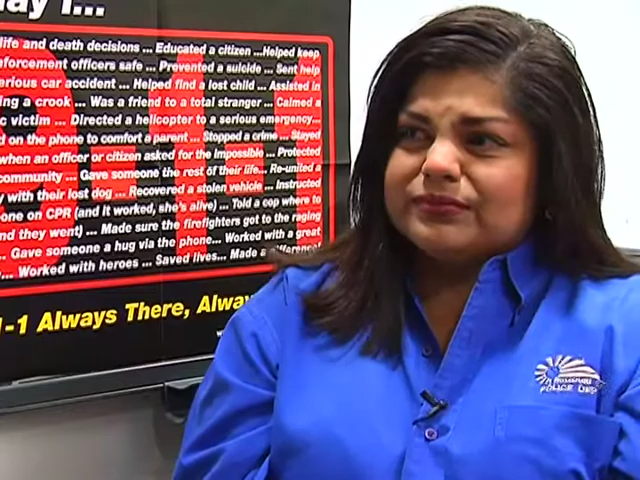 ay I...
life and death decisions ... Educated a citizen ...Helped keep
enforcement officers safe ... Prevented a suicide ... Sent help
erious car accident ... Helped find a lost child ... Assisted in
ing a crook ... Was a friend to a total stranger ... Calmed a
c victim ... Directed a helicopter to a serious emergency...
d on the phone to comfort a parent ... Stopped a crime ... Stayed
when an officer or citizen asked for the impossible ... Protected
community ... Gave someone the rest of their life... Re-united a
y with their lost dog... Recovered a stolen vehicle ... Instructed
one on CPR (and it worked, she's alive) ... Told a cop where to
nd they went) ... Made sure the firefighters got to the raging
... Gave someone a hug via the phone... Worked with a great
... Worked with heroes ... Saved lives... Made a difference!
-1 Always There, Alway
POLICE DEP